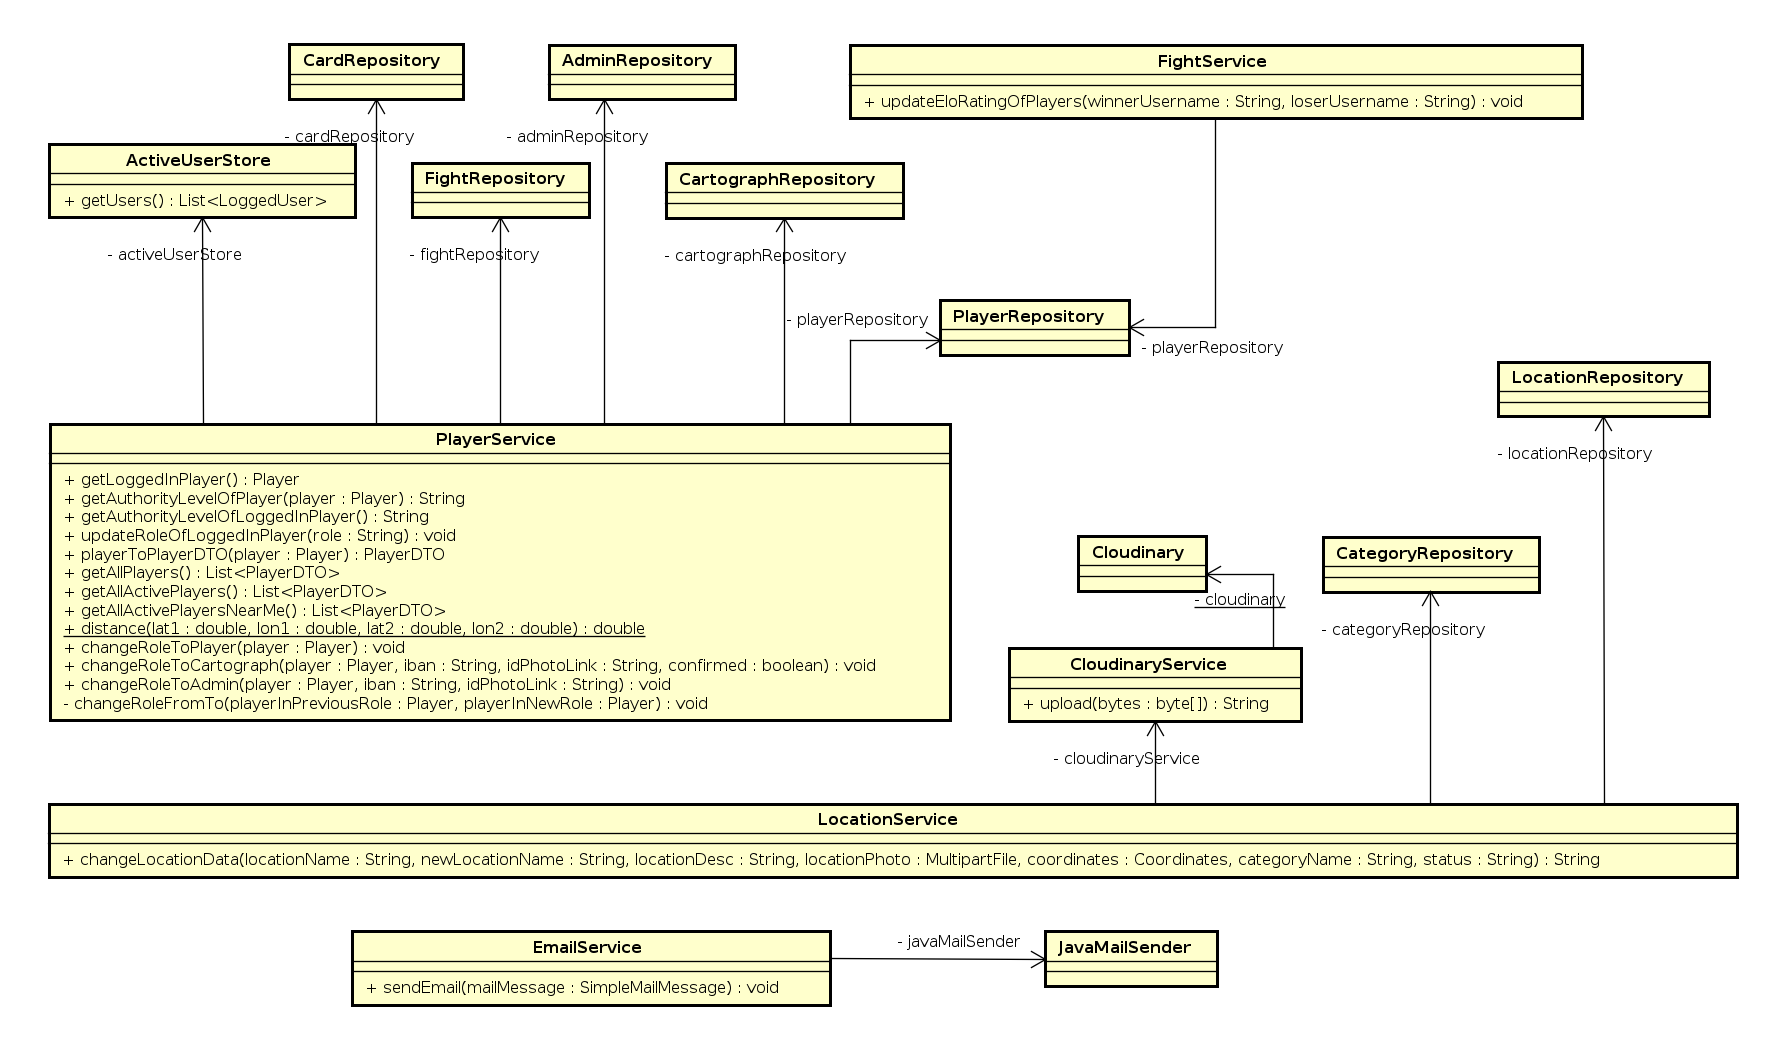 CardRepository
AdminRepository
FightService
+ updateEloRatingOfPlayers(winnerUsername : String, loserUsername : String) : void
- cardRepository
- adminRepository
ActiveUserStore
+ getUsers() : List<LoggedUser>
FightRepository
CartographRepository
- activeUserStore
- fightRepository
- cartographRepository
- playerRepository
PlayerRepository
- playerRepository
LocationRepository
- locationRepository
PlayerService
+ getLoggedInPlayer() : Player
+ getAuthorityLevelOfPlayer(player : Player) : String
+ getAuthorityLevelOfLoggedInPlayer() : String
+ updateRoleOfLoggedInPlayer(role : String) : void
+ playerToPlayerDTO(player : Player) : PlayerDTO
+ getAllPlayers() : List<PlayerDTO>
+ getAllActivePlayers() : List<PlayerDTO>
+ getAllActivePlayersNearMe() : List<PlayerDTO>
+ distance(lat1 : double, lon1 : double, lat2 : double, lon2 : double) : double
+ changeRoleToPlayer(player : Player) : void
+ changeRoleToCartograph(player : Player, iban : String, idPhotoLink : String, confirmed : boolean) : void
+ changeRoleToAdmin(player : Player, iban : String, idPhotoLink : String) : void
- changeRoleFromTo(playerInPreviousRole : Player, playerInNewRole : Player) : void
Cloudinary
- cloudinary
CategoryRepository
- categoryRepository
CloudinaryService
+ upload(bytes : byte[]) : String
- cloudinaryService
LocationService
+ changeLocationData(locationName : String, newLocationName : String, locationDesc : String, locationPhoto : MultipartFile, coordinates : Coordinates, categoryName : String, status : String) : String
EmailService
+ sendEmail(mailMessage : SimpleMailMessage) : void
- javaMailSender
JavaMailSender